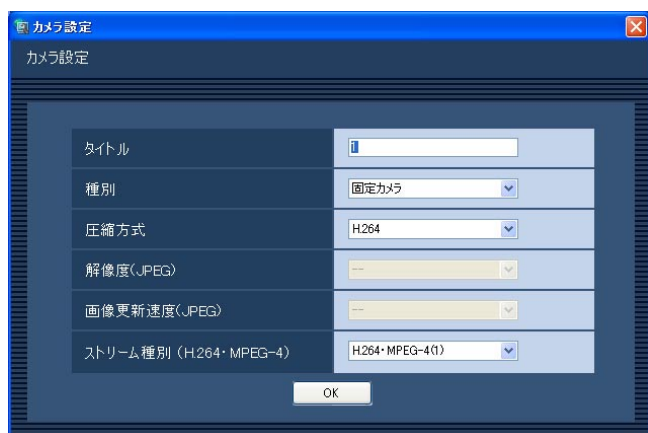 カメラ設定
カメラ設定
タイトル
種別 固定カメラ
圧縮方式 H.264
解像度(JPEG) --
画像更新速度(JPEG) --
ストリーム種別 (H.264・MPEG-4) H.264・MPEG-4(1)
OK